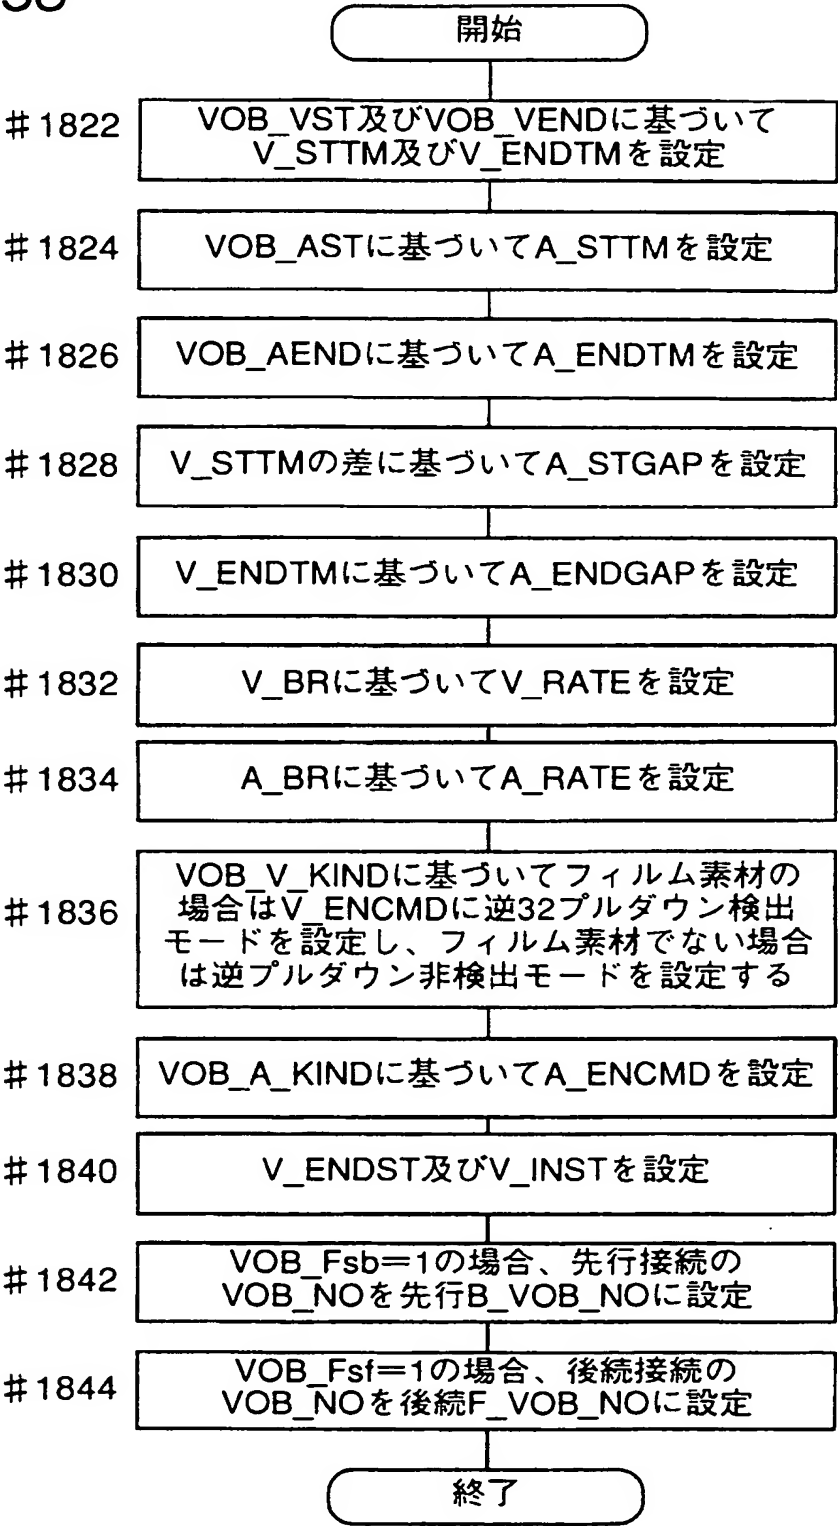 開始
#1822
VOB_VST及びVOB_VENDに基づいて
V_STTM及びV_ENDTMを設定
#1824
VOB_ASTに基づいてA_STTMを設定
#1826
VOB_AENDに基づいてA_ENDTMを設定
#1828
V_STTMの差に基づいてA_STGAPを設定
#1830
V_ENDTMに基づいてA_ENDGAPを設定
#1832
V_BRに基づいてV_RATEを設定
#1834
A_BRに基づいてA_RATEを設定
#1836
VOB_V_KINDに基づいてフィルム素材の
場合はV_ENCMDに逆32プルダウン検出
モードを設定し、フィルム素材でない場合
は逆プルダウン非検出モードを設定する
#1838
VOB_A_KINDに基づいてA_ENCMDを設定
#1840
V_ENDST及びV_INSTを設定
#1842
VOB_Fsb=1の場合、先行接続の
VOB_NOを先行B_VOB_NOに設定
#1844
VOB_Fsf=1の場合、後続接続の
VOB_NOを後続F_VOB_NOに設定
終了